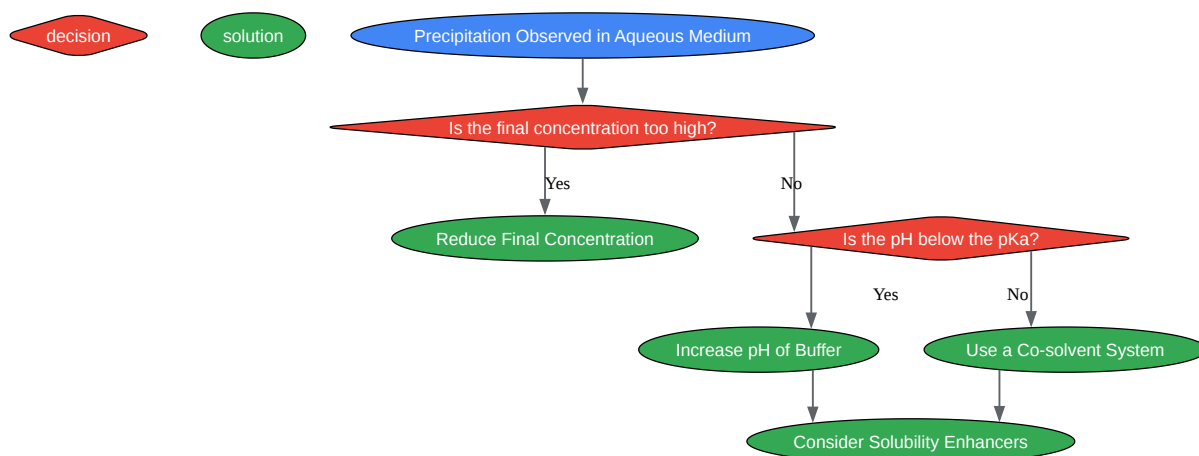 decision
solution
Precipitation Observed in Aqueous Medium
Is the final concentration too high?
Yes
No
Reduce Final Concentration
Is the pH below the pKa?
Yes
No
Increase pH of Buffer
Use a Co-solvent System
Consider Solubility Enhancers